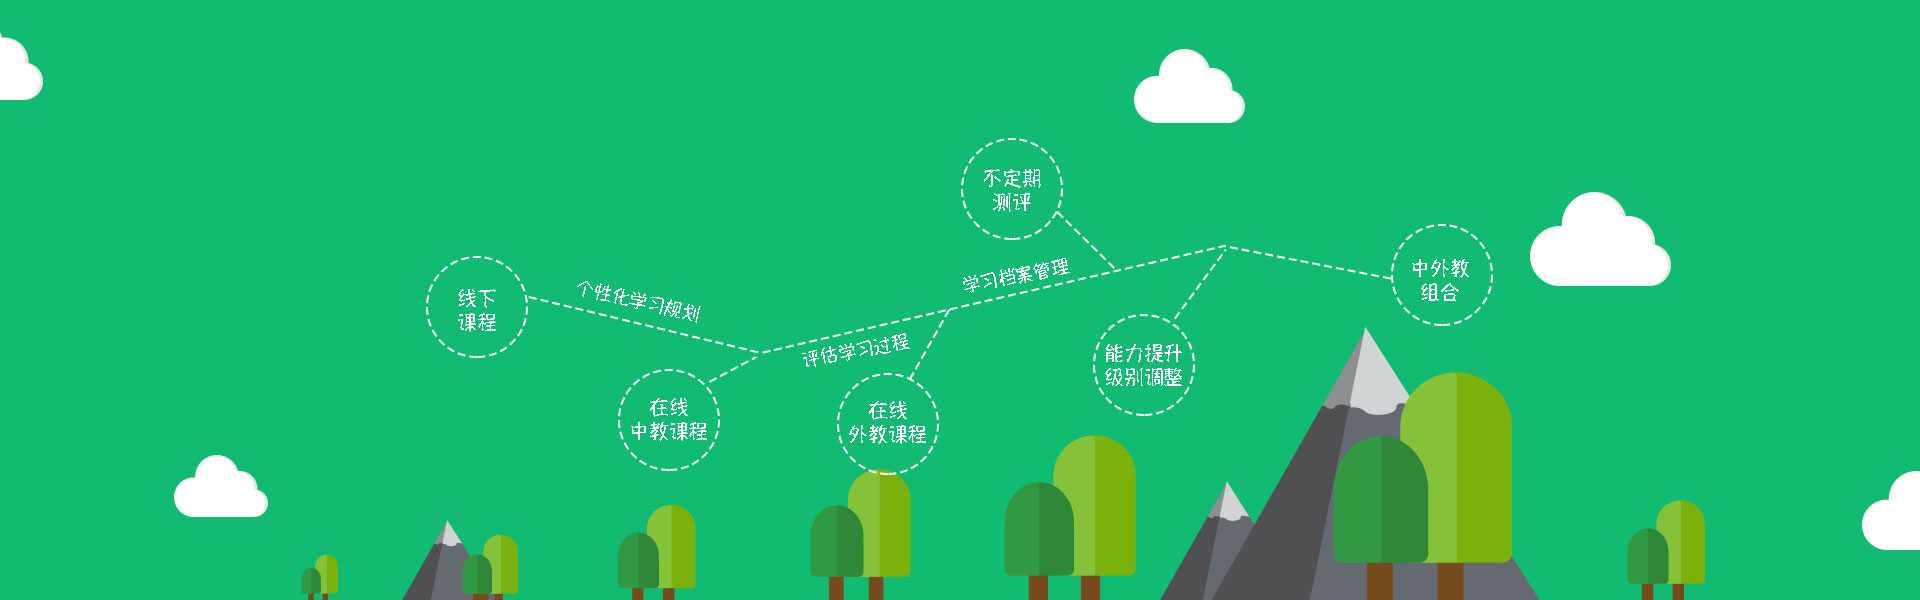 不定期
测评
学习档案管理
中外教
组合
线下
课程
个性化学习规划
评估学习过程
能力提升
级别调整
在线
中教课程
在线
外教课程